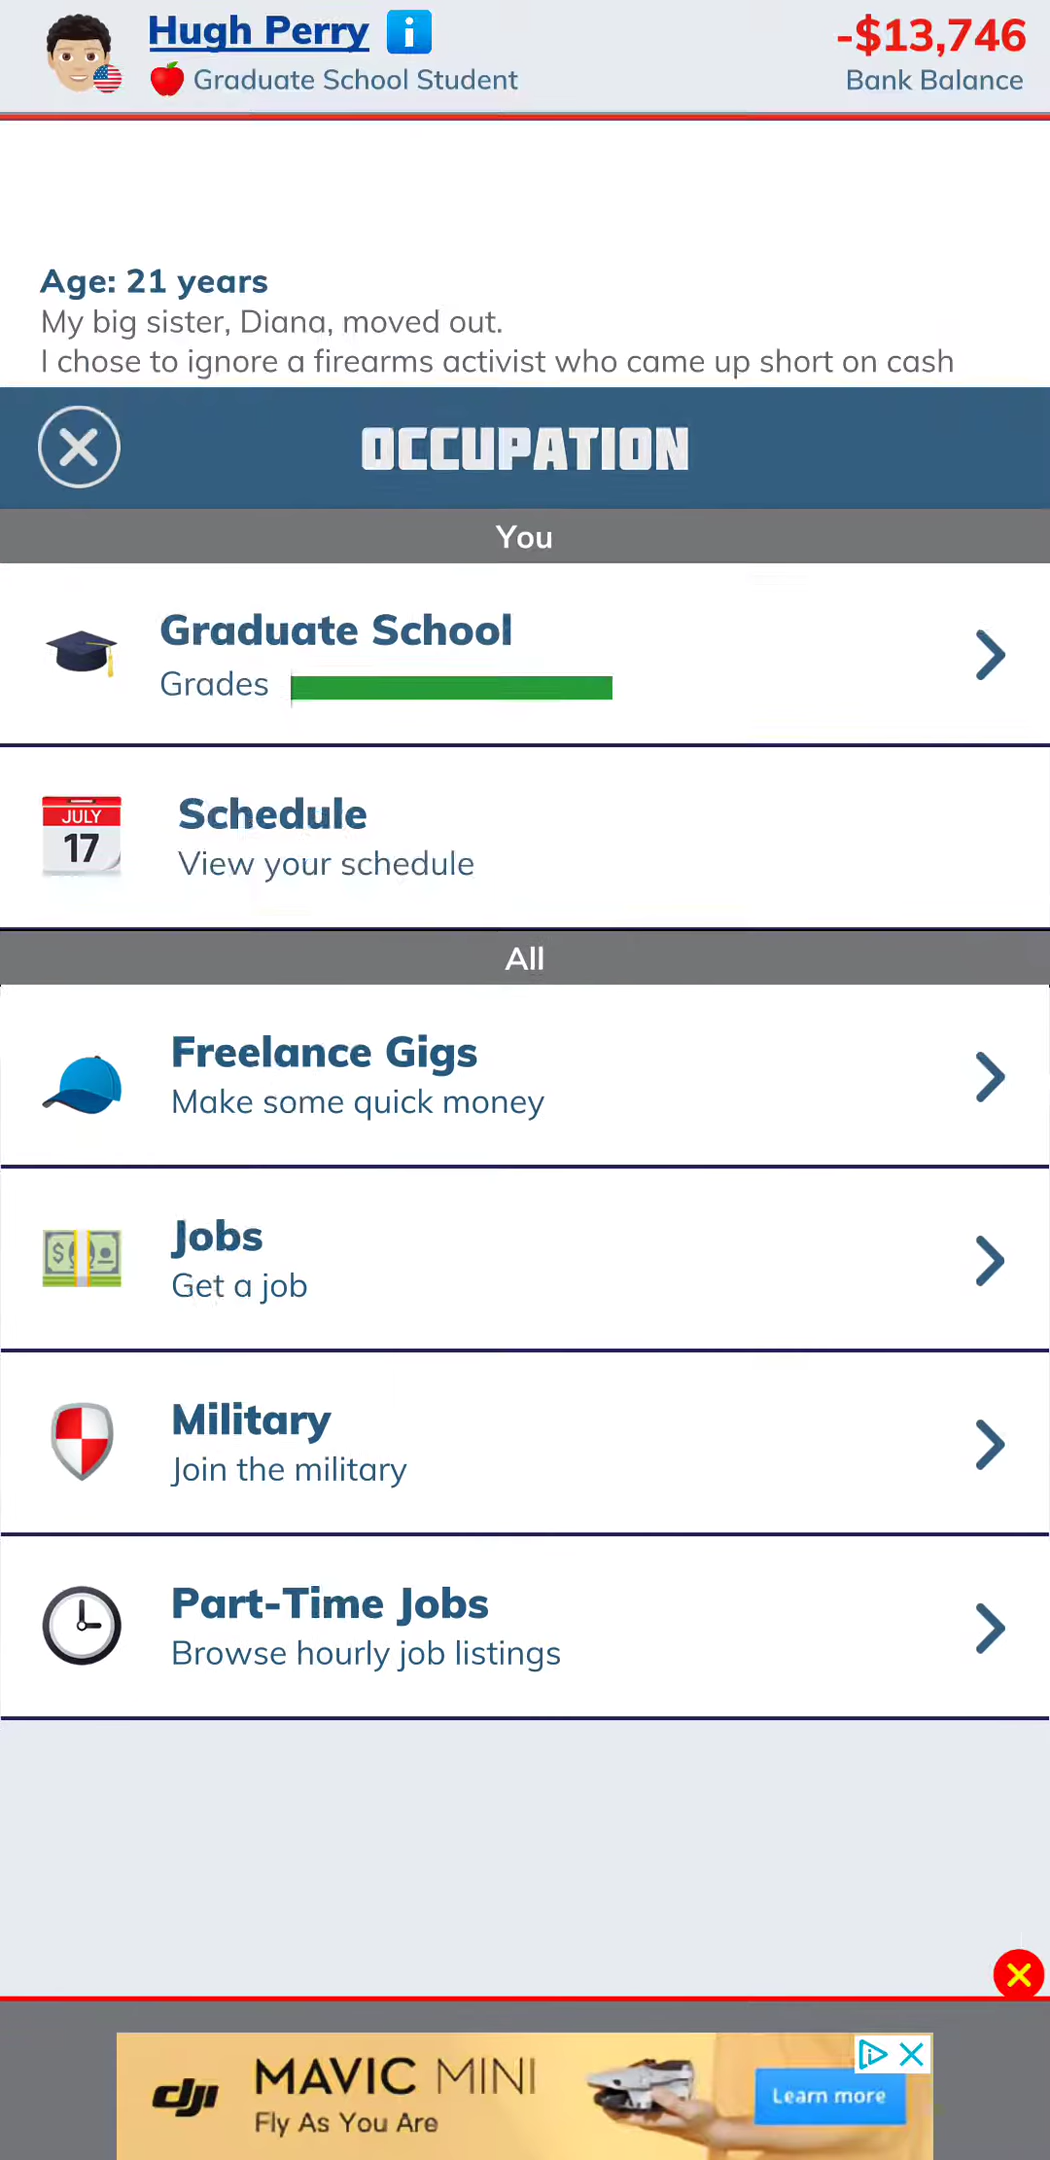 Hugh Perry
-$13,746
Graduate School Student
Bank Balance
Age: 21 years
My big sister, Diana, moved out.
I chose to ignore a firearms activist who came up short on cash
OCCUPATION
You
Graduate School
Grades
JULY
17
Schedule
View your schedule
All
Freelance Gigs
Make some quick money
Jobs
Get a job
Military
Join the military
Part-Time Jobs
Browse hourly job listings
dji
MAVIC MINI
Fly As You Are
Learn more